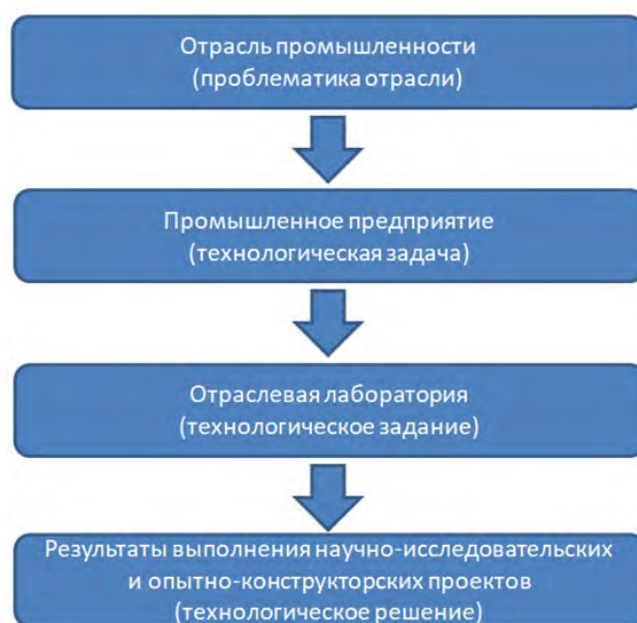 Отрасль промышленности
(проблематика отрасли)
Промышленное предприятие
(технологическая задача)
Отраслевая лаборатория
(технологическое задание)
Результаты выполнения научно-исследовательских
и опытно-конструкторских проектов
(технологическое решение)